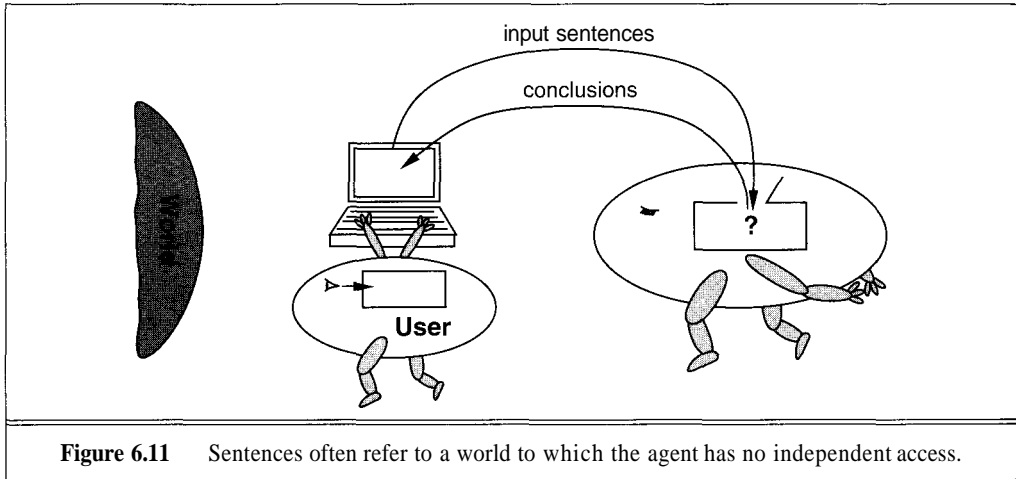 input sentences
conclusions
World
?
User
Figure 6.11 Sentences often refer to a world to which the agent has no independent access.